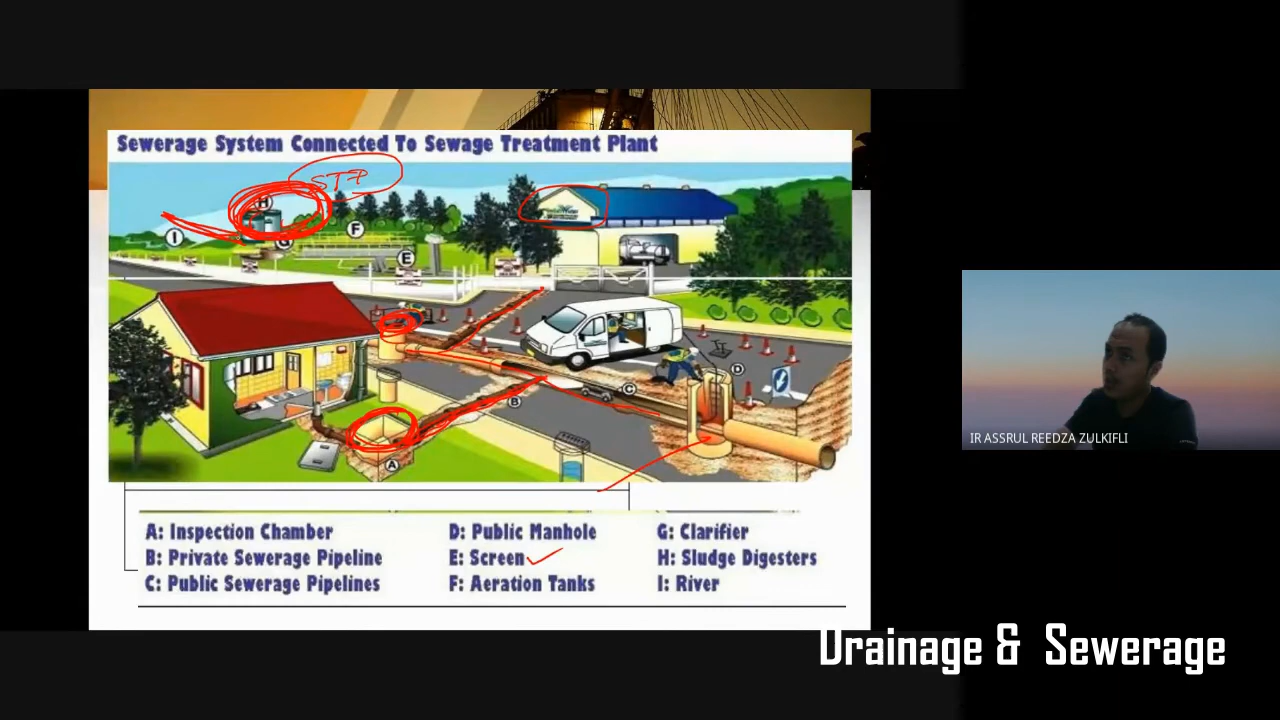 Sewerage System Connected To Sewage Treatment Plant
STP
H
I
G
F
E
D
C
B
A
A: Inspection Chamber
B: Private Sewerage Pipeline
C: Public Sewerage Pipelines
D: Public Manhole
E: Screen
F: Aeration Tanks
G: Clarifier
H: Sludge Digesters
I: River
IR ASSRUL REEDZA ZULKIFLI
Drainage & Sewerage